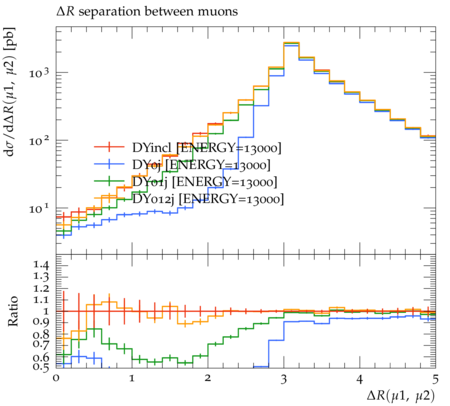 ΔR separation between muons
dσ/dΔR(μ1, μ2) [pb]
10³
10²
10¹
DYincl [ENERGY=13000]
DY0j [ENERGY=13000]
DY01j [ENERGY=13000]
DY012j [ENERGY=13000]
Ratio
1.4
1.3
1.2
1.1
1
0.9
0.8
0.7
0.6
0.5
0 1 2 3 4 5
ΔR(μ1, μ2)